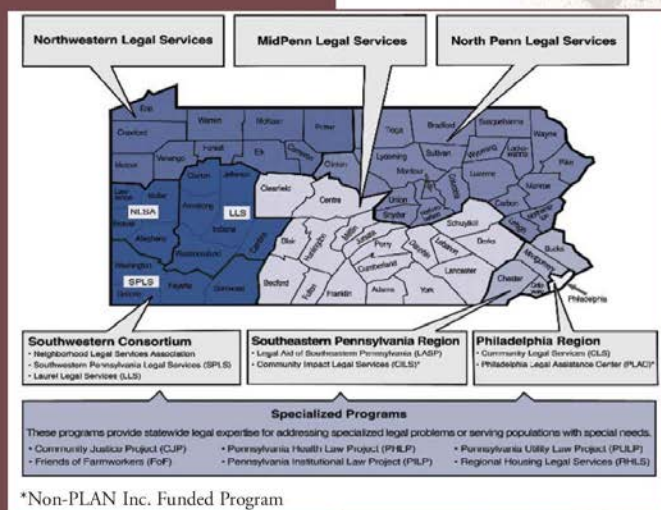 Northwestern Legal Services
MidPenn Legal Services
North Penn Legal Services
Erie
Crawford
Warren
McKean
Potter
Tioga
Bradford
Susquehanna
Wayne
Mercer
Venango
Forest
Elk
Cameron
Clinton
Lycoming
Sullivan
Wyoming
Pike
Clarion
Jefferson
Clearfield
Centre
Union
Montour
Columbia
Luzerne
Monroe
Carbon
Snyder
Butler
Beaver
NLSA
Armstrong
LLS
Indiana
Allegheny
Westmoreland
Cambria
Blair
Huntingdon
Mifflin
Juniata
Perry
Dauphin
Lebanon
Schuylkill
Berks
Lehigh
Bucks
Montgomery
Washington
SPLS
Greene
Fayette
Somerset
Bedford
Fulton
Franklin
Cumberland
Adams
York
Lancaster
Chester
Philadelphia
Southwestern Consortium
• Neighborhood Legal Services Association
• Southwestern Pennsylvania Legal Services (SPLS)
• Laurel Legal Services (LLS)
Southeastern Pennsylvania Region
• Legal Aid of Southeastern Pennsylvania (LASP)
• Community Impact Legal Services (CILS)*
Philadelphia Region
• Community Legal Services (CLS)
• Philadelphia Legal Assistance Center (PLAC)*
Specialized Programs
These programs provide statewide legal expertise for addressing specialized legal problems or serving populations with special needs.
• Community Justice Project (CJP)
• Pennsylvania Health Law Project (PHLP)
• Pennsylvania Utility Law Project (PULP)
• Friends of Farmworkers (FoF)
• Pennsylvania Institutional Law Project (PILP)
• Regional Housing Legal Services (RHLS)
*Non-PLAN Inc. Funded Program